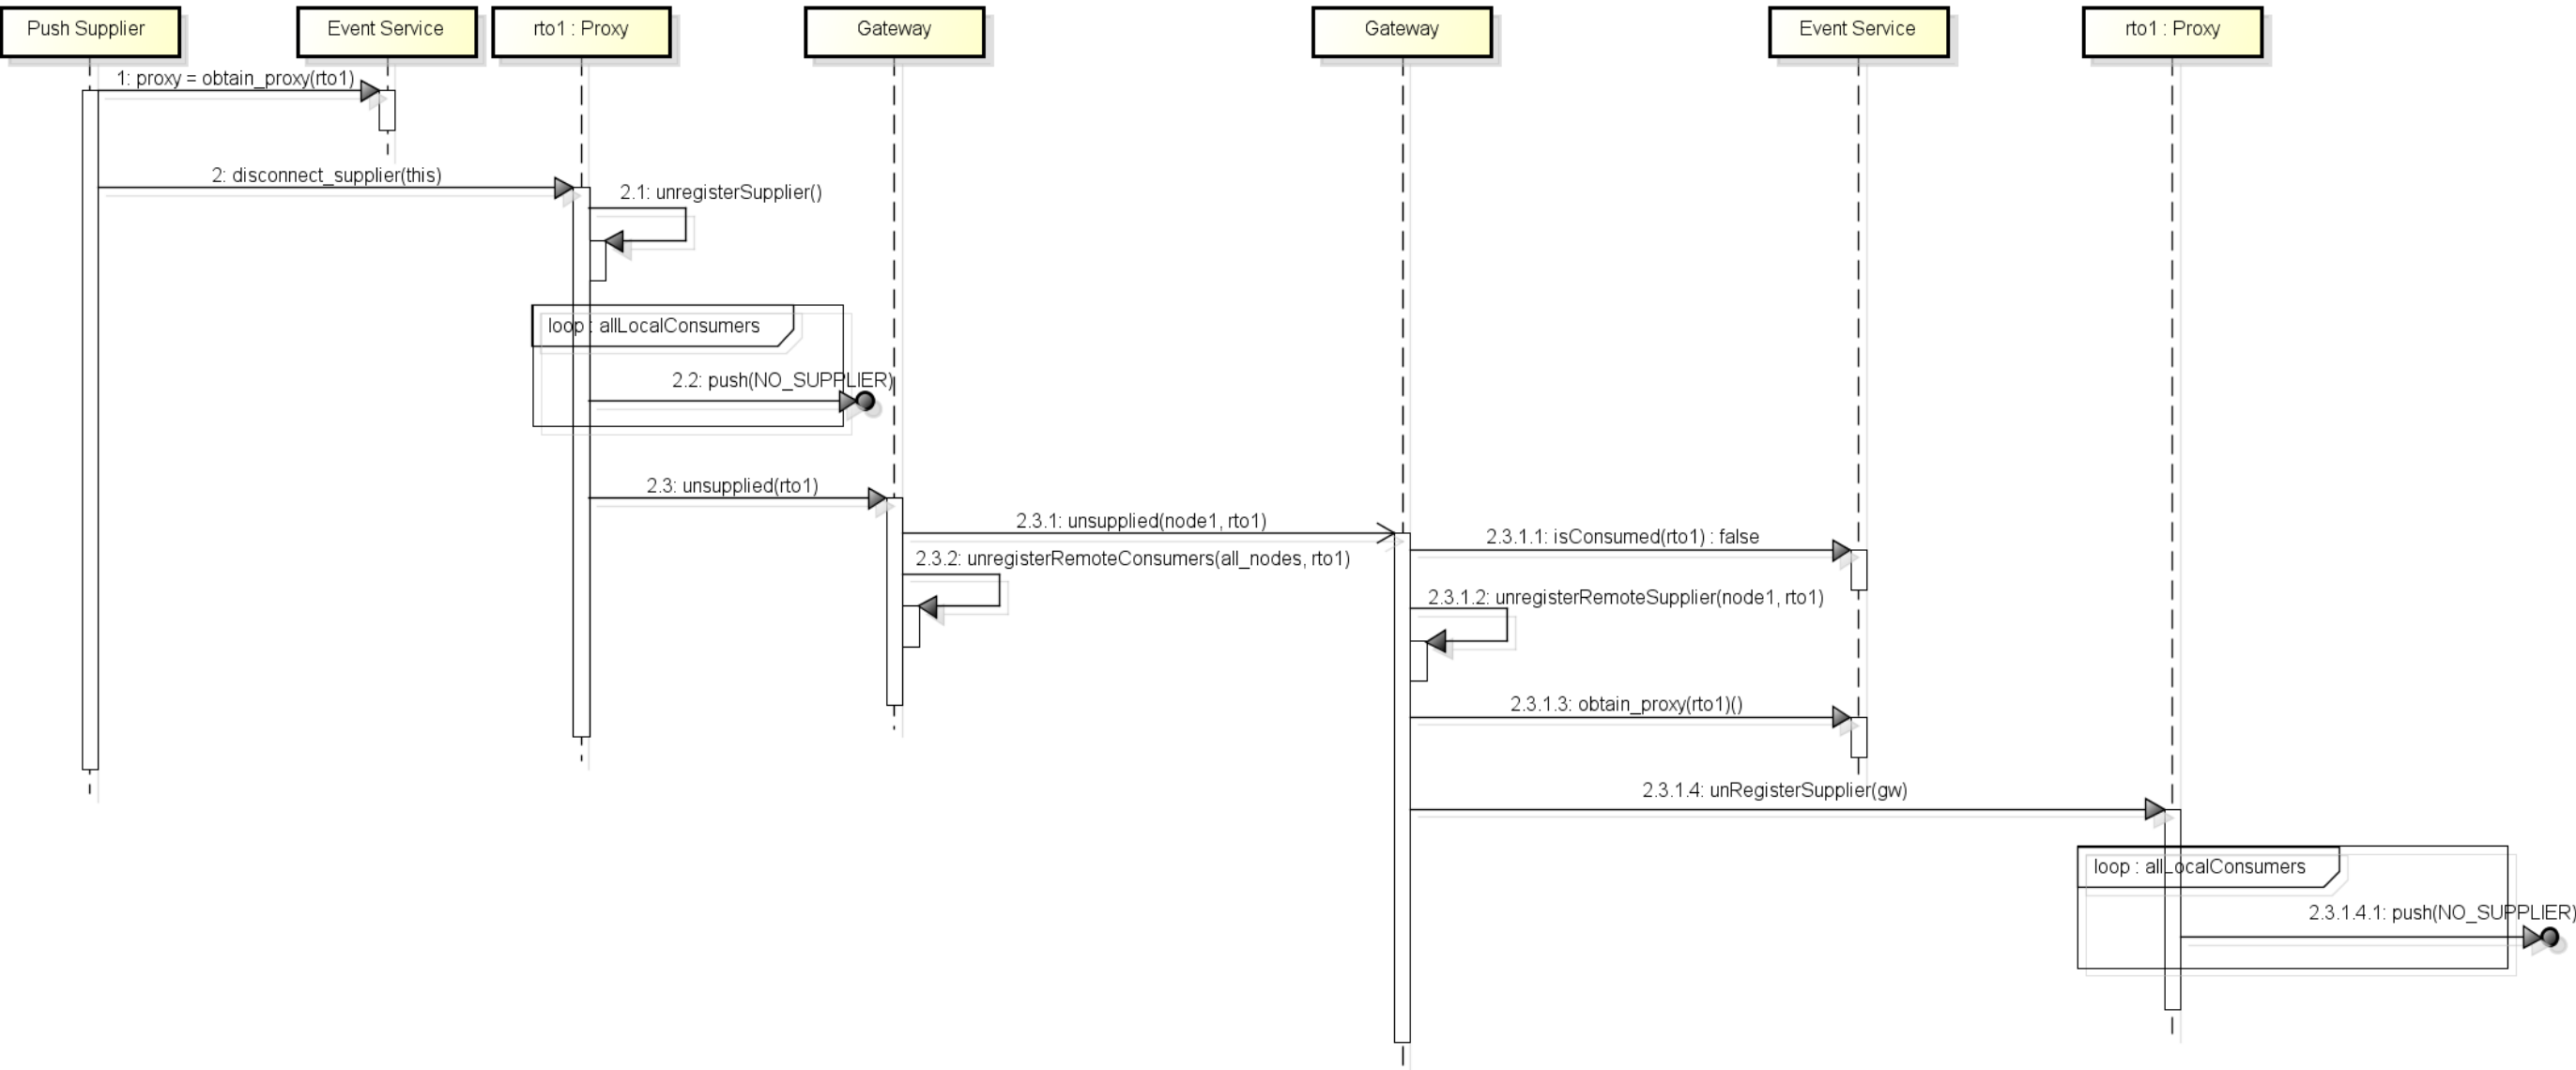 Push Supplier
Event Service
rto1 : Proxy
Gateway
Gateway
Event Service
rto1 : Proxy
1: proxy = obtain_proxy(rto1)
2: disconnect_supplier(this)
2.1: unregisterSupplier()
loop : allLocalConsumers
2.2: push(NO_SUPPLIER)
2.3: unsupplied(rto1)
2.3.1: unsupplied(node1, rto1)
2.3.1.1: isConsumed(rto1) : false
2.3.2: unregisterRemoteConsumers(all_nodes, rto1)
2.3.1.2: unregisterRemoteSupplier(node1, rto1)
2.3.1.3: obtain_proxy(rto1)()
2.3.1.4: unRegisterSupplier(gw)
loop : allLocalConsumers
2.3.1.4.1: push(NO_SUPPLIER)